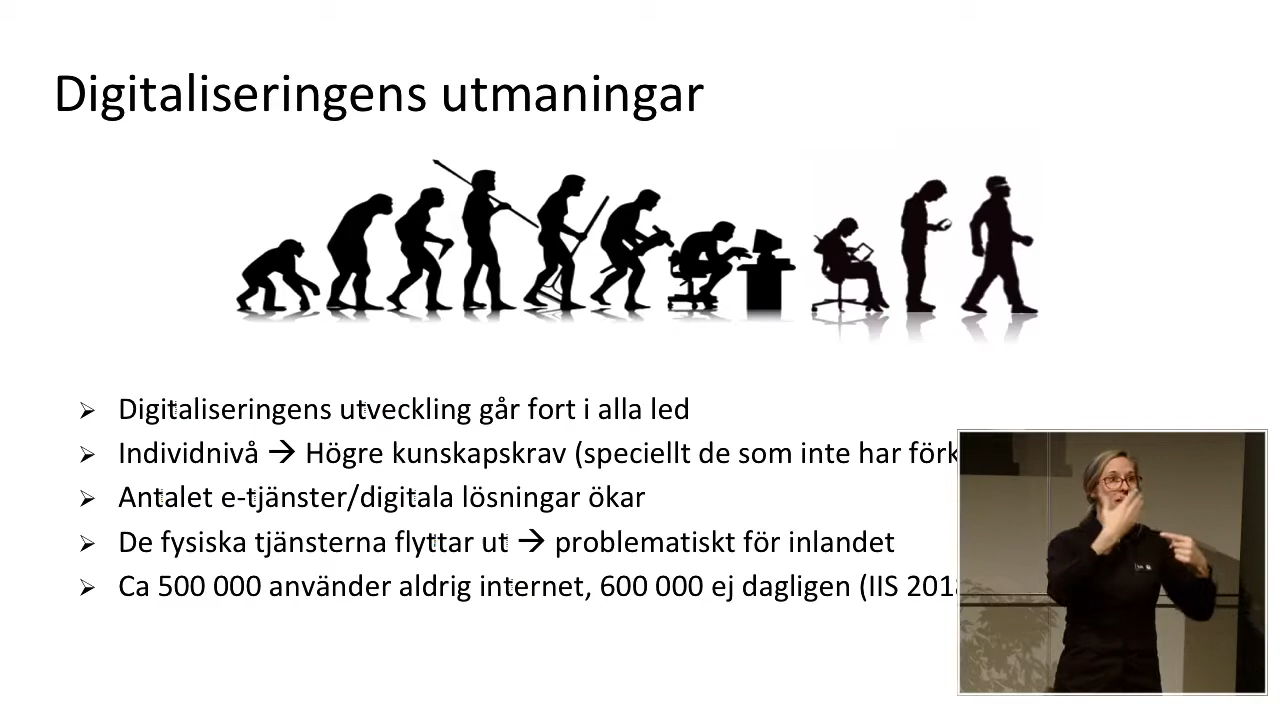 Digitaliseringens utmaningar
➢ Digitaliseringens utveckling går fort i alla led
➢ Individnivå → Högre kunskapskrav (speciellt de som inte har
➢ Antalet e-tjänster/digitala lösningar ökar
➢ De fysiska tjänsterna flyttar ut → problematiskt för inlandet
➢ Ca 500 000 använder aldrig internet, 600 000 ej dagligen (IIS